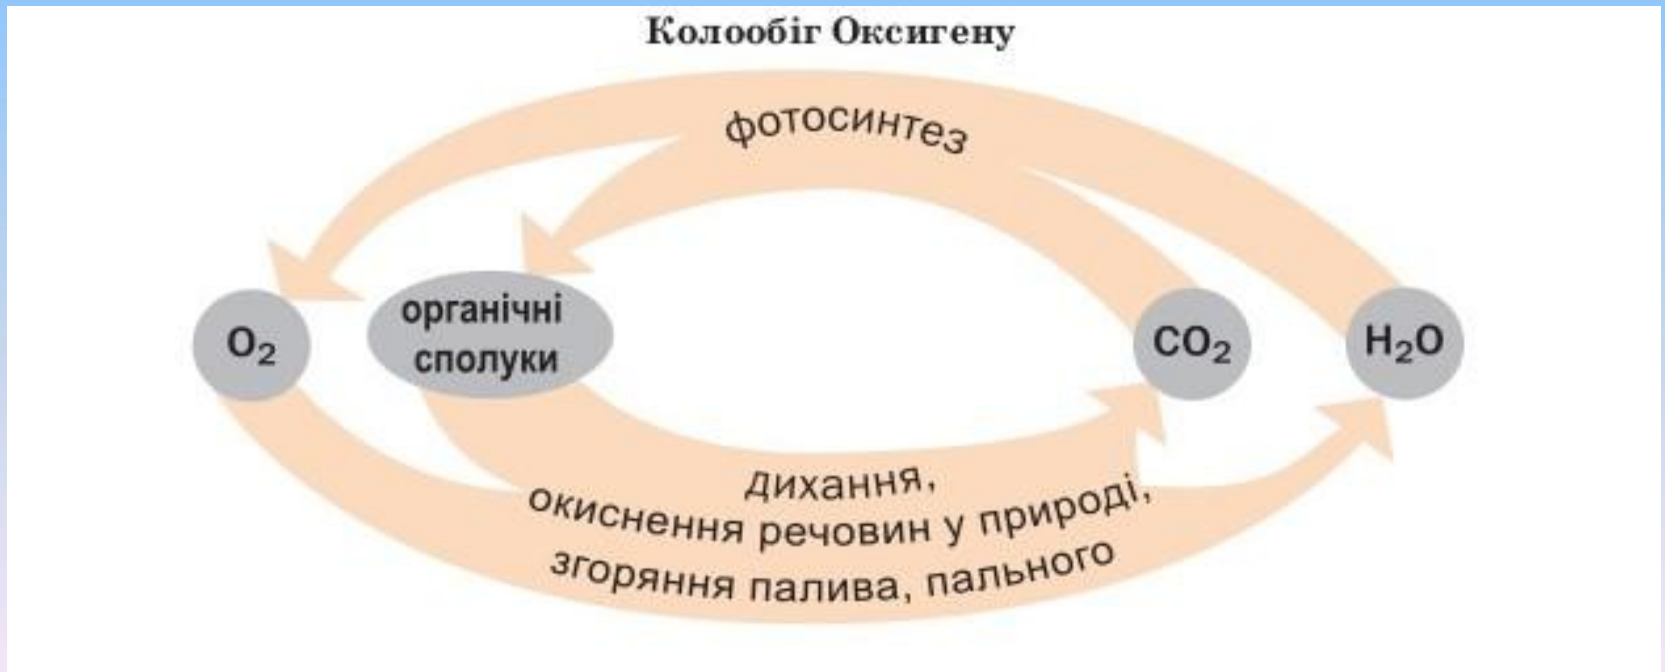 Колообіг Оксигену
фотосинтез
O₂
органічні
сполуки
CO₂
H₂O
дихання,
окиснення речовин у природі,
згоряння палива, пального